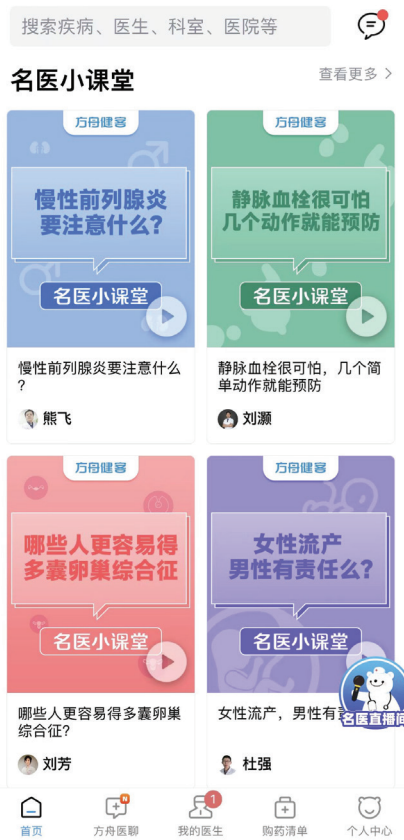 搜索疾病、医生、科室、医院等
名医小课堂
查看更多
方舟健客
慢性前列腺炎
要注意什么?
名医小课堂
慢性前列腺炎要注意什么
?
熊飞
方舟健客
静脉血栓很可怕
几个动作就能预防
名医小课堂
静脉血栓很可怕，几个简
单动作就能预防
刘灏
方舟健客
哪些人更容易得
多囊卵巢综合征
名医小课堂
哪些人更容易得多囊卵巢
综合征?
刘芳
方舟健客
女性流产
男性有责任么?
名医小课堂
女性流产，男性有
杜强
名医直播间
首页
方舟医聊
N
我的医生
1
购药清单
个人中心